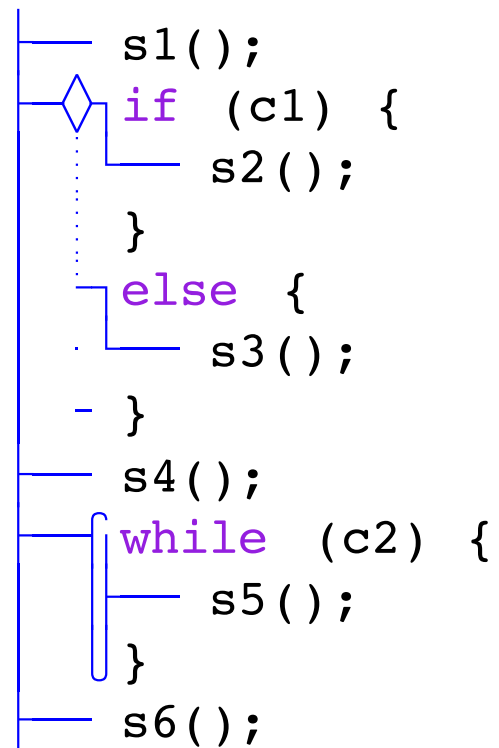 s1();
if (c1) {
s2();
}
else {
s3();
}
s4();
while (c2) {
s5();
}
s6();